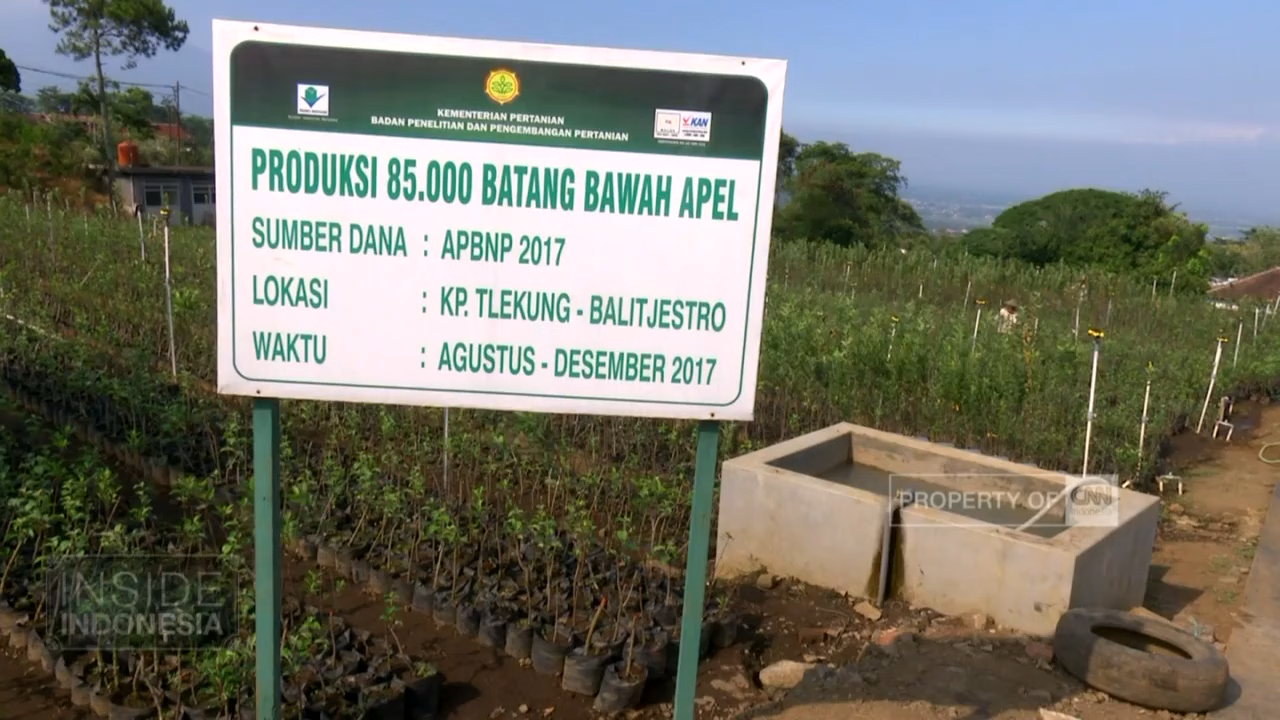 KEMENTERIAN PERTANIAN
BADAN PENELITIAN DAN PENGEMBANGAN PERTANIAN
KAN
PRODUKSI 85.000 BATANG BAWAH APEL
SUMBER DANA : APBNP 2017
LOKASI : KP. TLEKUNG - BALITJESTRO
WAKTU : AGUSTUS - DESEMBER 2017
PROPERTY OF CNN Indonesia
INSIDE
INDONESIA